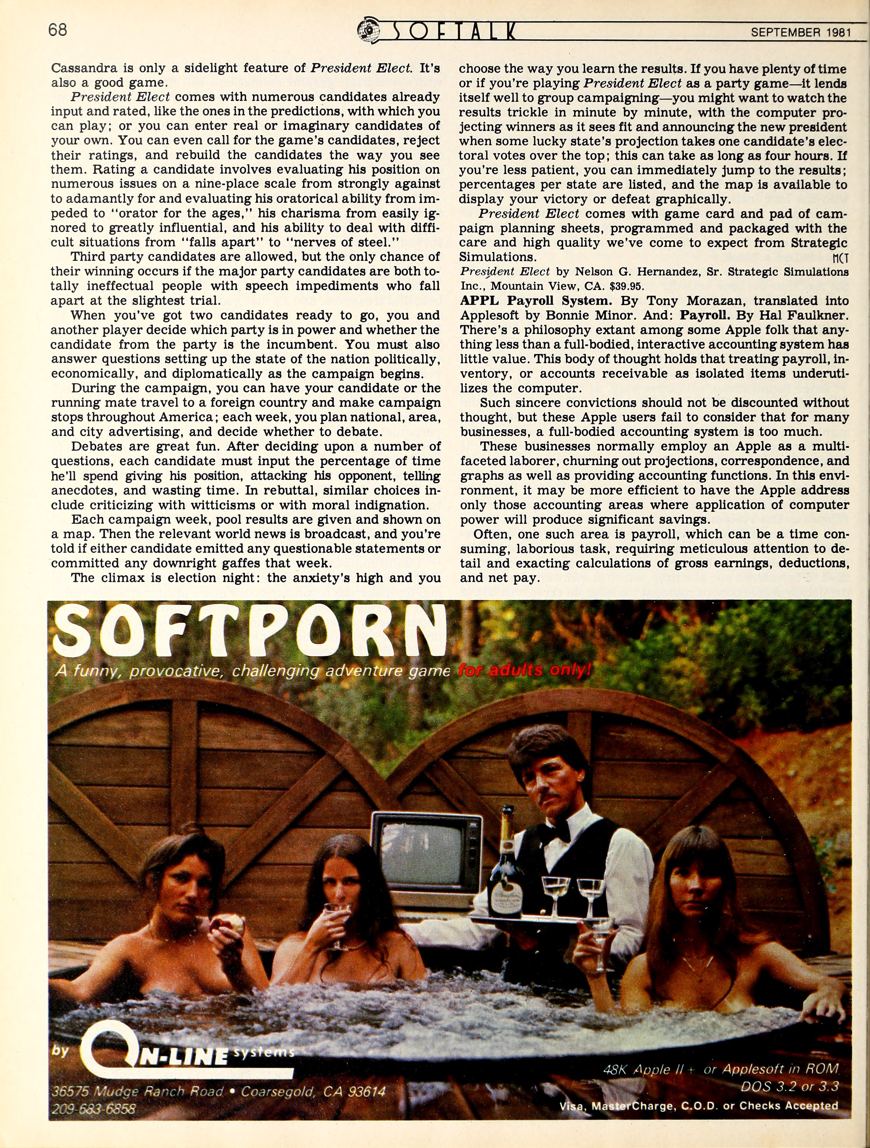 68
SOFTALK
SEPTEMBER 1981
Cassandra is only a sidelight feature of President Elect. It's
also a good game.
President Elect comes with numerous candidates already
input and rated, like the ones in the predictions, with which you
can play; or you can enter real or imaginary candidates of
your own. You can even call for the game's candidates, reject
their ratings, and rebuild the candidates the way you see
them. Rating a candidate involves evaluating his position on
numerous issues on a nine-place scale from strongly against
to adamantly for and evaluating his oratorical ability from im-
peded to "orator for the ages," his charisma from easily ig-
nored to greatly influential, and his ability to deal with diffi-
cult situations from "falls apart" to "nerves of steel."
Third party candidates are allowed, but the only chance of
their winning occurs if the major party candidates are both to-
tally ineffectual people with speech impediments who fall
apart at the slightest trial.
When you've got two candidates ready to go, you and
another player decide which party is in power and whether the
candidate from the party is the incumbent. You must also
answer questions setting up the state of the nation politically,
economically, and diplomatically as the campaign begins.
During the campaign, you can have your candidate or the
running mate travel to a foreign country and make campaign
stops throughout America; each week, you plan national, area,
and city advertising, and decide whether to debate.
Debates are great fun. After deciding upon a number of
questions, each candidate must input the percentage of time
he'll spend giving his position, attacking his opponent, telling
anecdotes, and wasting time. In rebuttal, similar choices in-
clude criticizing with witticisms or with moral indignation.
Each campaign week, pool results are given and shown on
a map. Then the relevant world news is broadcast, and you're
told if either candidate emitted any questionable statements or
committed any downright gaffes that week.
The climax is election night: the anxiety's high and you
choose the way you learn the results. If you have plenty of time
or if you're playing President Elect as a party game—it lends
itself well to group campaigning—you might want to watch the
results trickle in minute by minute, with the computer pro-
jecting winners as it sees fit and announcing the new president
when some lucky state's projection takes one candidate's elec-
toral votes over the top; this can take as long as four hours. If
you're less patient, you can immediately jump to the results;
percentages per state are listed, and the map is available to
display your victory or defeat graphically.
President Elect comes with game card and pad of cam-
paign planning sheets, programmed and packaged with the
care and high quality we've come to expect from Strategic
Simulations. MCT
President Elect by Nelson G. Hernandez, Sr. Strategic Simulations
Inc., Mountain View, CA. $39.95.
APPL Payroll System. By Tony Morazan, translated into
Applesoft by Bonnie Minor. And: Payroll. By Hal Faulkner.
There's a philosophy extant among some Apple folk that any-
thing less than a full-bodied, interactive accounting system has
little value. This body of thought holds that treating payroll, in-
ventory, or accounts receivable as isolated items underuti-
lizes the computer.
Such sincere convictions should not be discounted without
thought, but these Apple users fail to consider that for many
businesses, a full-bodied accounting system is too much.
These businesses normally employ an Apple as a multi-
faceted laborer, churning out projections, correspondence, and
graphs as well as providing accounting functions. In this envi-
ronment, it may be more efficient to have the Apple address
only those accounting areas where application of computer
power will produce significant savings.
Often, one such area is payroll, which can be a time con-
suming, laborious task, requiring meticulous attention to de-
tail and exacting calculations of gross earnings, deductions,
and net pay.
SOFTPORN
A funny, provocative, challenging adventure game for adults only!
by ON-LINE systems
36575 Mudge Ranch Road • Coarsegold, CA 93614
209-683-6858
48K Apple II + or Applesoft in ROM
DOS 3.2 or 3.3
Visa, MasterCharge, C.O.D. or Checks Accepted